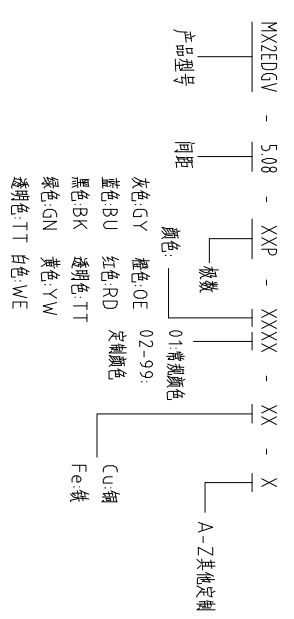 MX2EDGV - 5.08 - XXP - XXXX - XX - X
产品型号
间距
极数
颜色:
灰色:GY 橙色:OE
蓝色:BU 红色:RD
黑色:BK 透明色:TT
绿色:GN 黄色:YW
透明色:TT 白色:WE
01:常规颜色
02-99:
定制颜色
Cu:铜
Fe:铁
A-Z其他定制